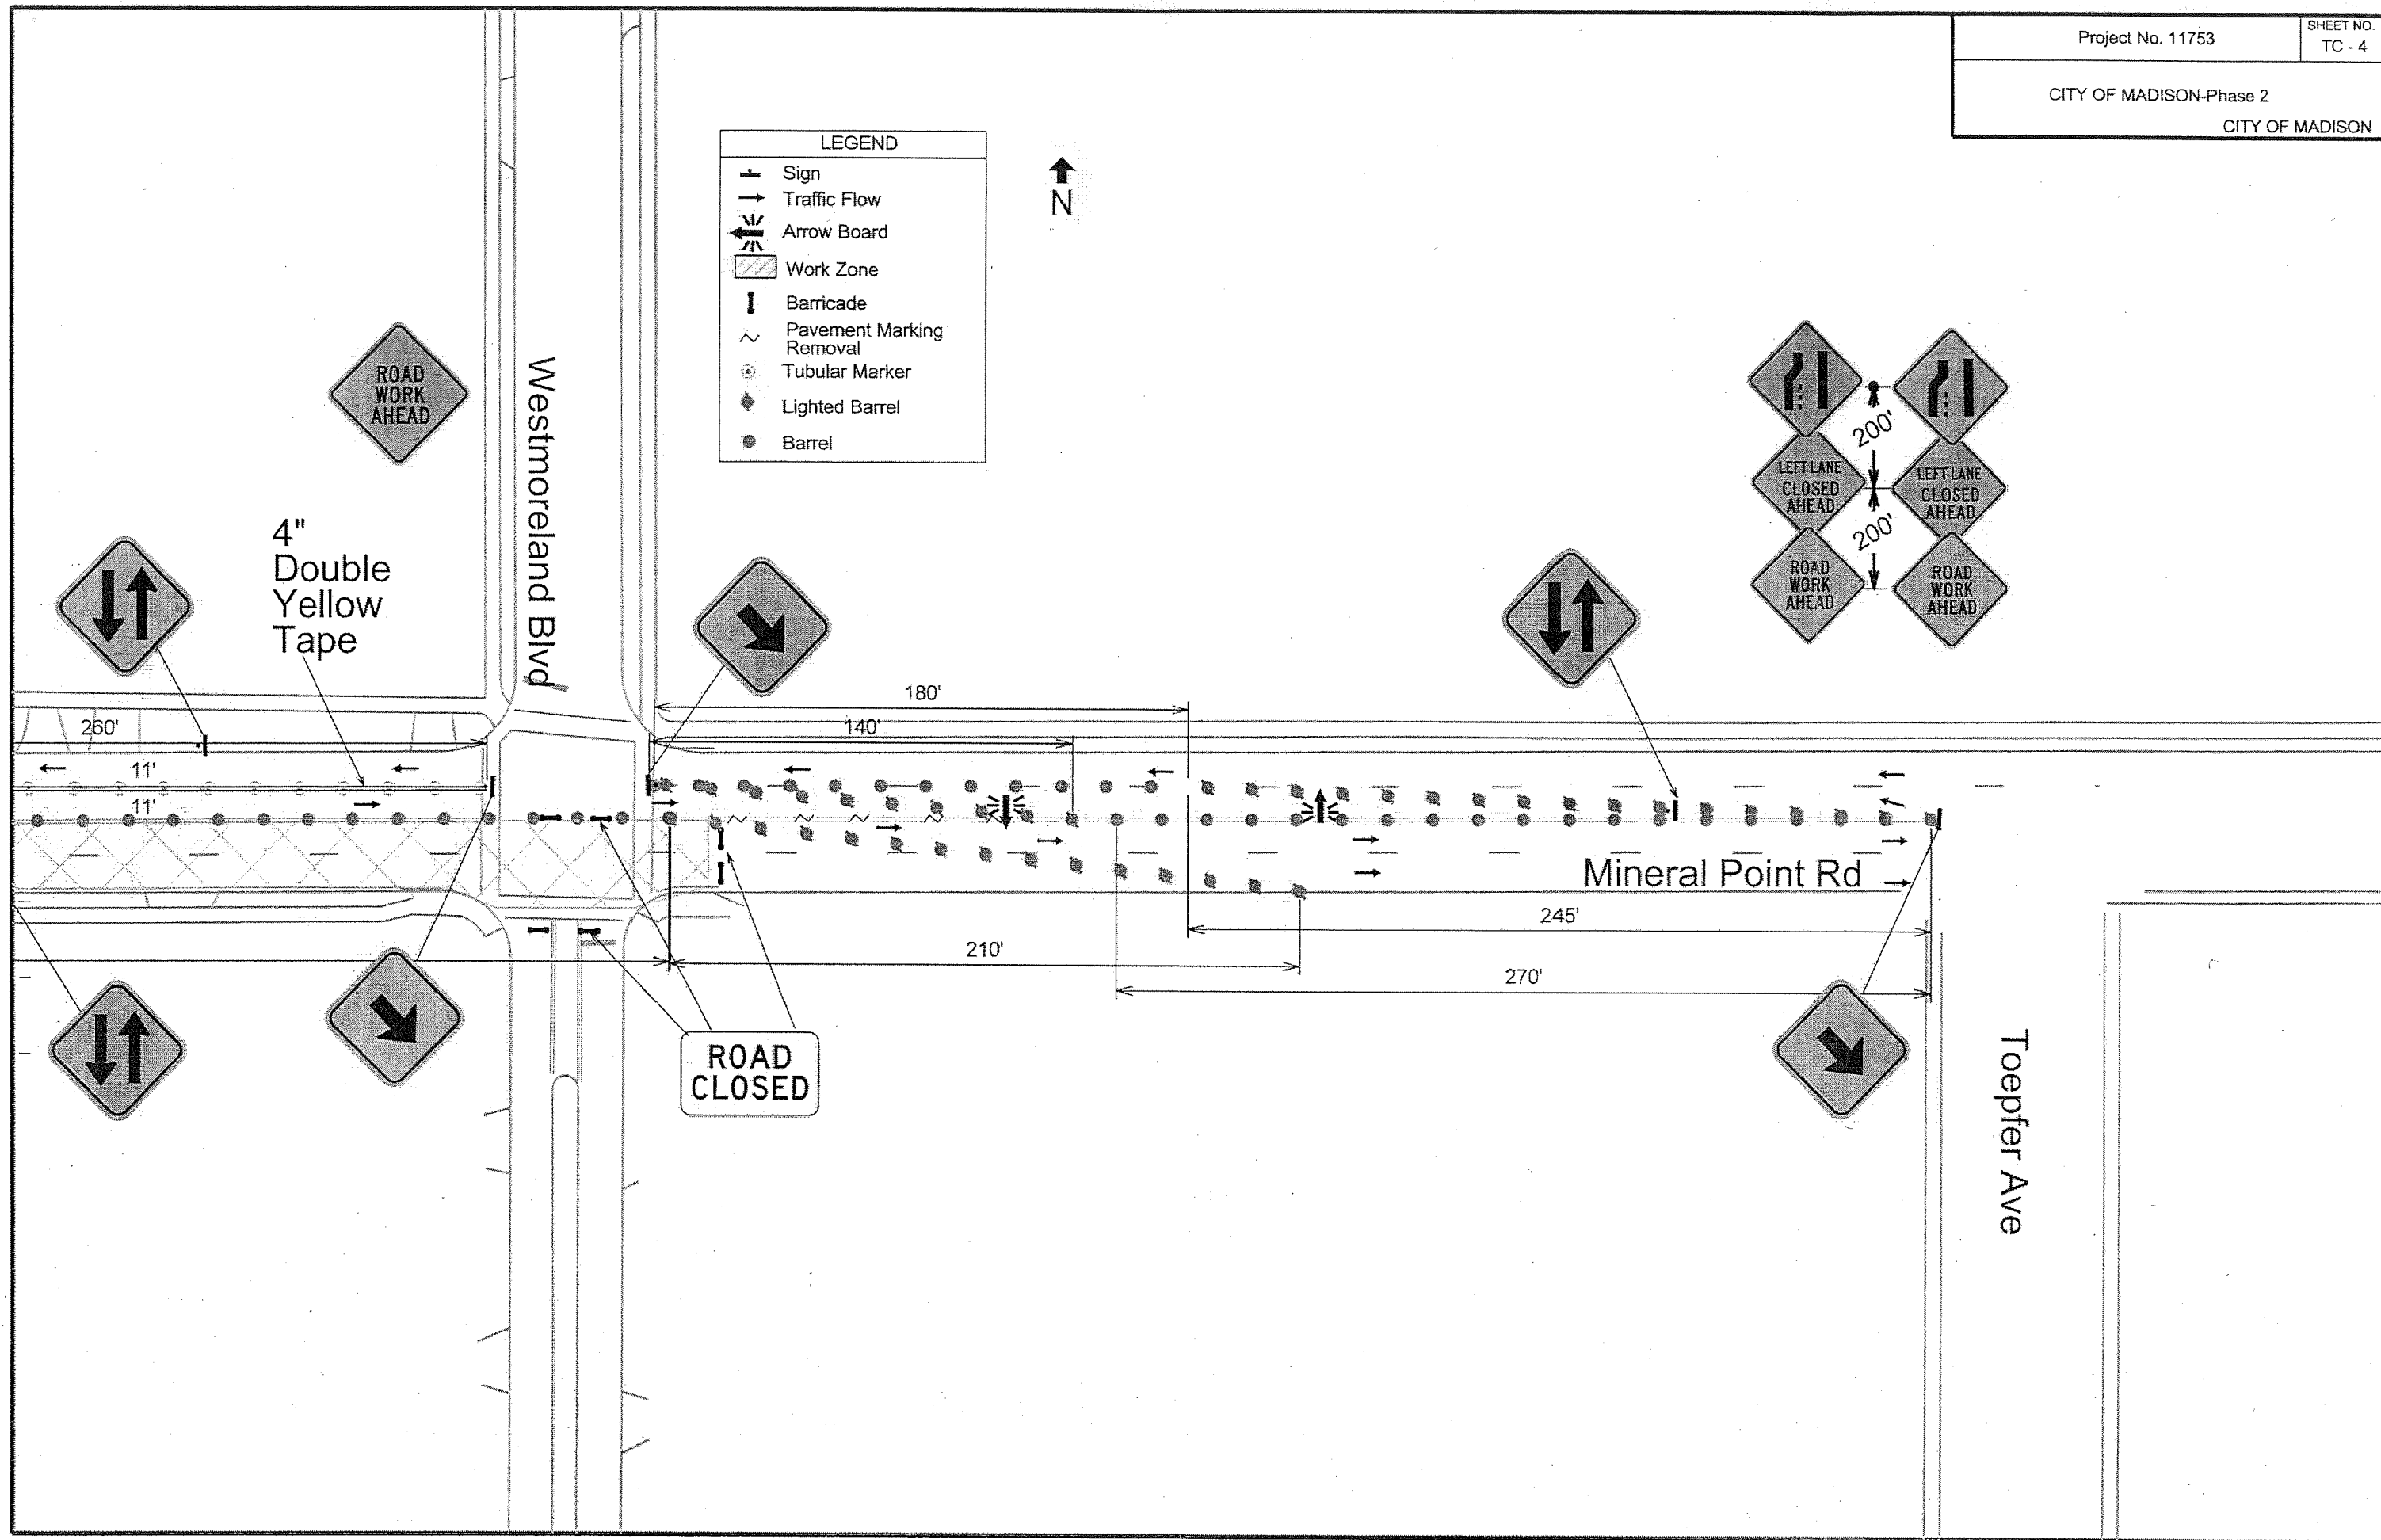 Project No. 11753
SHEET NO.
TC - 4
CITY OF MADISON-Phase 2
CITY OF MADISON
LEGEND
Sign
Traffic Flow
Arrow Board
Work Zone
Barricade
Pavement Marking
Removal
Tubular Marker
Lighted Barrel
Barrel
N
ROAD
WORK
AHEAD
Westmoreland Blvd
200'
LEFT LANE
CLOSED
AHEAD
LEFT LANE
CLOSED
AHEAD
200'
ROAD
WORK
AHEAD
ROAD
WORK
AHEAD
4"
Double
Yellow
Tape
180'
260'
140'
11'
11'
Mineral Point Rd
245'
210'
270'
ROAD
CLOSED
Toepfer Ave